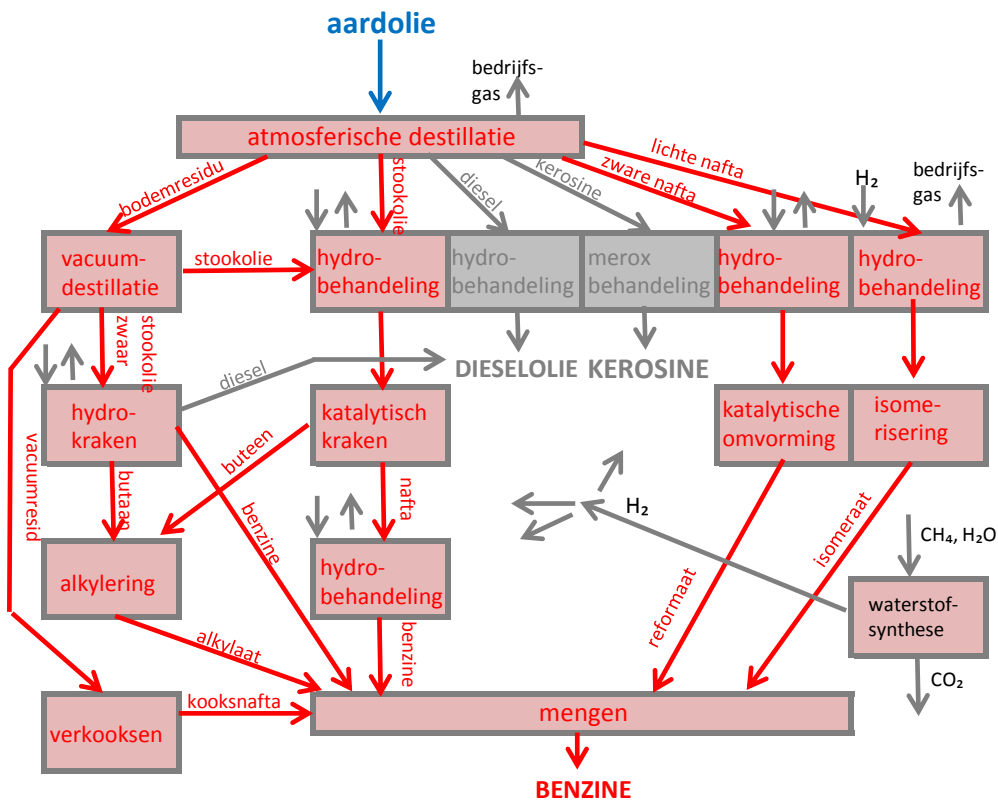 aardolie
bedrijfs-
gas
atmosferische destillatie
lichte nafta
zware nafta
kerosine
diesel
stookolie
bodemresidu
H₂
bedrijfs-
gas
vacuum-
destillatie
stookolie
hydro-
behandeling
hydro-
behandeling
merox
behandeling
hydro-
behandeling
hydro-
behandeling
stookolie
zwaar
diesel
DIESELOLIE
KEROSINE
hydro-
kraken
katalytisch
kraken
katalytische
omvorming
isome-
risering
vacuumresid
butaan
buteen
benzine
nafta
H₂
isomeraat
reformaat
CH₄, H₂O
alkylering
hydro-
behandeling
waterstof-
synthese
alkylaat
benzine
CO₂
verkooksen
kooksnafta
mengen
BENZINE